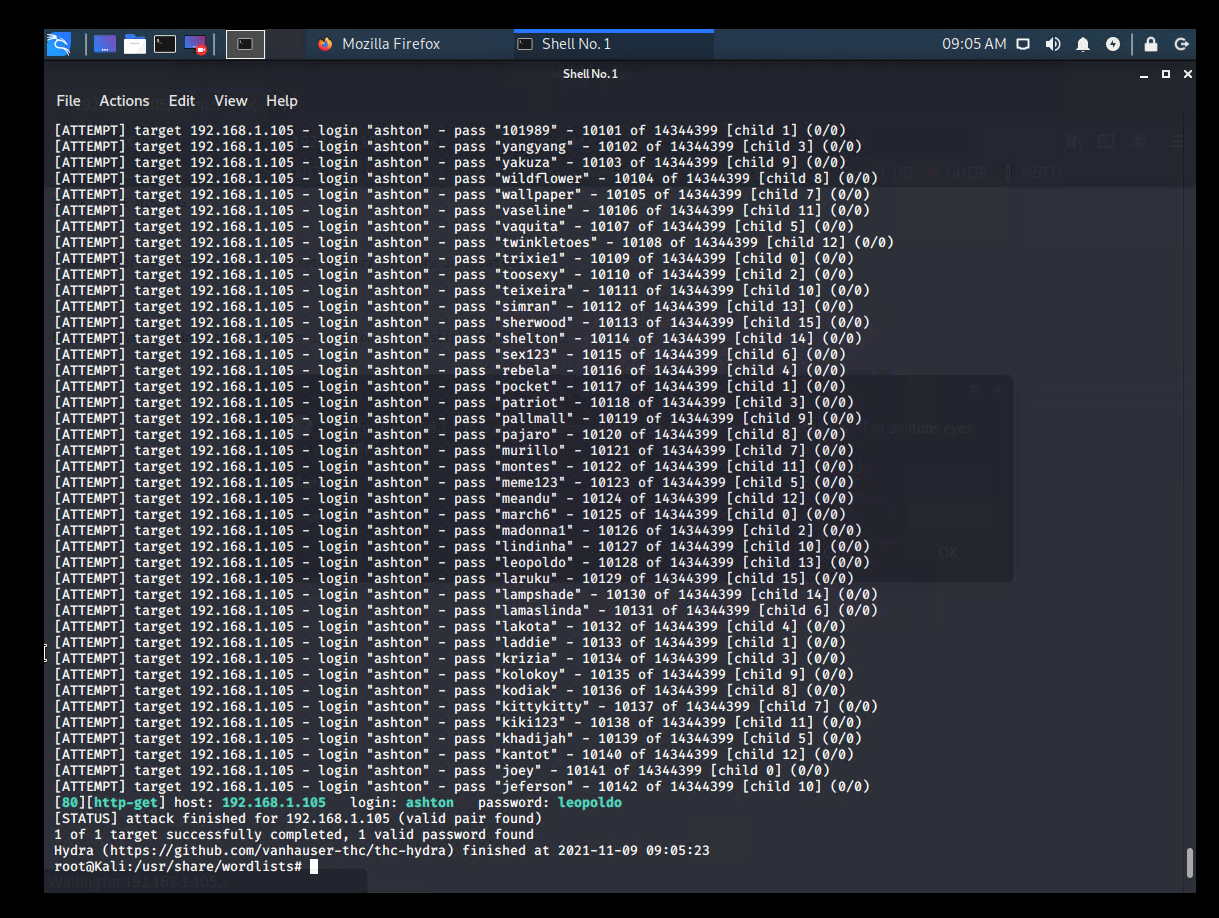 Mozilla Firefox
Shell No. 1
09:05 AM
Shell No. 1
File Actions Edit View Help
[ATTEMPT] target 192.168.1.105 - login "ashton" - pass "101989" - 10101 of 14344399 [child 1] (0/0)
[ATTEMPT] target 192.168.1.105 - login "ashton" - pass "yangyang" - 10102 of 14344399 [child 3] (0/0)
[ATTEMPT] target 192.168.1.105 - login "ashton" - pass "yakuza" - 10103 of 14344399 [child 9] (0/0)
[ATTEMPT] target 192.168.1.105 - login "ashton" - pass "wildflower" - 10104 of 14344399 [child 8] (0/0)
[ATTEMPT] target 192.168.1.105 - login "ashton" - pass "wallpaper" - 10105 of 14344399 [child 7] (0/0)
[ATTEMPT] target 192.168.1.105 - login "ashton" - pass "vaseline" - 10106 of 14344399 [child 11] (0/0)
[ATTEMPT] target 192.168.1.105 - login "ashton" - pass "vaquita" - 10107 of 14344399 [child 5] (0/0)
[ATTEMPT] target 192.168.1.105 - login "ashton" - pass "twinkletoes" - 10108 of 14344399 [child 12] (0/0)
[ATTEMPT] target 192.168.1.105 - login "ashton" - pass "trixie1" - 10109 of 14344399 [child 0] (0/0)
[ATTEMPT] target 192.168.1.105 - login "ashton" - pass "toosexy" - 10110 of 14344399 [child 2] (0/0)
[ATTEMPT] target 192.168.1.105 - login "ashton" - pass "teixeira" - 10111 of 14344399 [child 10] (0/0)
[ATTEMPT] target 192.168.1.105 - login "ashton" - pass "simran" - 10112 of 14344399 [child 13] (0/0)
[ATTEMPT] target 192.168.1.105 - login "ashton" - pass "sherwood" - 10113 of 14344399 [child 15] (0/0)
[ATTEMPT] target 192.168.1.105 - login "ashton" - pass "shelton" - 10114 of 14344399 [child 14] (0/0)
[ATTEMPT] target 192.168.1.105 - login "ashton" - pass "sex123" - 10115 of 14344399 [child 6] (0/0)
[ATTEMPT] target 192.168.1.105 - login "ashton" - pass "rebela" - 10116 of 14344399 [child 4] (0/0)
[ATTEMPT] target 192.168.1.105 - login "ashton" - pass "pocket" - 10117 of 14344399 [child 1] (0/0)
[ATTEMPT] target 192.168.1.105 - login "ashton" - pass "patriot" - 10118 of 14344399 [child 3] (0/0)
[ATTEMPT] target 192.168.1.105 - login "ashton" - pass "pallmall" - 10119 of 14344399 [child 9] (0/0)
[ATTEMPT] target 192.168.1.105 - login "ashton" - pass "pajaro" - 10120 of 14344399 [child 8] (0/0)
[ATTEMPT] target 192.168.1.105 - login "ashton" - pass "murillo" - 10121 of 14344399 [child 7] (0/0)
[ATTEMPT] target 192.168.1.105 - login "ashton" - pass "montes" - 10122 of 14344399 [child 11] (0/0)
[ATTEMPT] target 192.168.1.105 - login "ashton" - pass "meme123" - 10123 of 14344399 [child 5] (0/0)
[ATTEMPT] target 192.168.1.105 - login "ashton" - pass "meandu" - 10124 of 14344399 [child 12] (0/0)
[ATTEMPT] target 192.168.1.105 - login "ashton" - pass "march6" - 10125 of 14344399 [child 0] (0/0)
[ATTEMPT] target 192.168.1.105 - login "ashton" - pass "madonna1" - 10126 of 14344399 [child 2] (0/0)
[ATTEMPT] target 192.168.1.105 - login "ashton" - pass "lindinha" - 10127 of 14344399 [child 10] (0/0)
[ATTEMPT] target 192.168.1.105 - login "ashton" - pass "leopoldo" - 10128 of 14344399 [child 13] (0/0)
[ATTEMPT] target 192.168.1.105 - login "ashton" - pass "laruku" - 10129 of 14344399 [child 15] (0/0)
[ATTEMPT] target 192.168.1.105 - login "ashton" - pass "lampshade" - 10130 of 14344399 [child 14] (0/0)
[ATTEMPT] target 192.168.1.105 - login "ashton" - pass "lamaslinda" - 10131 of 14344399 [child 6] (0/0)
[ATTEMPT] target 192.168.1.105 - login "ashton" - pass "lakota" - 10132 of 14344399 [child 4] (0/0)
[ATTEMPT] target 192.168.1.105 - login "ashton" - pass "laddie" - 10133 of 14344399 [child 1] (0/0)
[ATTEMPT] target 192.168.1.105 - login "ashton" - pass "krizia" - 10134 of 14344399 [child 3] (0/0)
[ATTEMPT] target 192.168.1.105 - login "ashton" - pass "kolokoy" - 10135 of 14344399 [child 9] (0/0)
[ATTEMPT] target 192.168.1.105 - login "ashton" - pass "kodiak" - 10136 of 14344399 [child 8] (0/0)
[ATTEMPT] target 192.168.1.105 - login "ashton" - pass "kittykitty" - 10137 of 14344399 [child 7] (0/0)
[ATTEMPT] target 192.168.1.105 - login "ashton" - pass "kiki123" - 10138 of 14344399 [child 11] (0/0)
[ATTEMPT] target 192.168.1.105 - login "ashton" - pass "khadijah" - 10139 of 14344399 [child 5] (0/0)
[ATTEMPT] target 192.168.1.105 - login "ashton" - pass "kantot" - 10140 of 14344399 [child 12] (0/0)
[ATTEMPT] target 192.168.1.105 - login "ashton" - pass "joey" - 10141 of 14344399 [child 0] (0/0)
[ATTEMPT] target 192.168.1.105 - login "ashton" - pass "jeferson" - 10142 of 14344399 [child 10] (0/0)
[80][http-get] host: 192.168.1.105 login: ashton password: leopoldo
[STATUS] attack finished for 192.168.1.105 (valid pair found)
1 of 1 target successfully completed, 1 valid password found
Hydra (https://github.com/vanhauser-thc/thc-hydra) finished at 2021-11-09 09:05:23
root@Kali:/usr/share/wordlists#
ashtons eyes
OK
Waiting for 192.168.1.105...